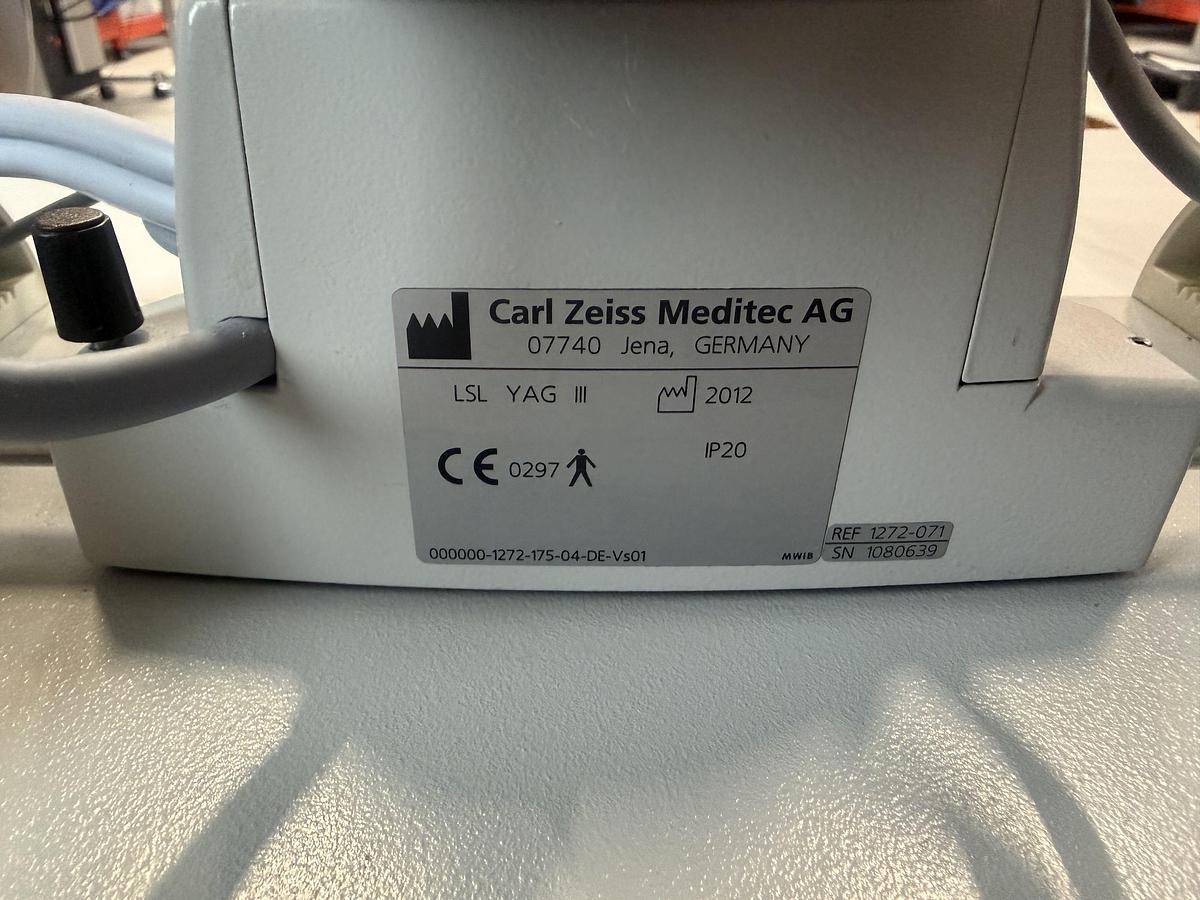 Carl Zeiss Meditec AG
07740 Jena, GERMANY
LSL YAG III
2012
CE 0297
IP20
000000-1272-175-04-DE-Vs01
MWiB
REF 1272-071
SN 1080639